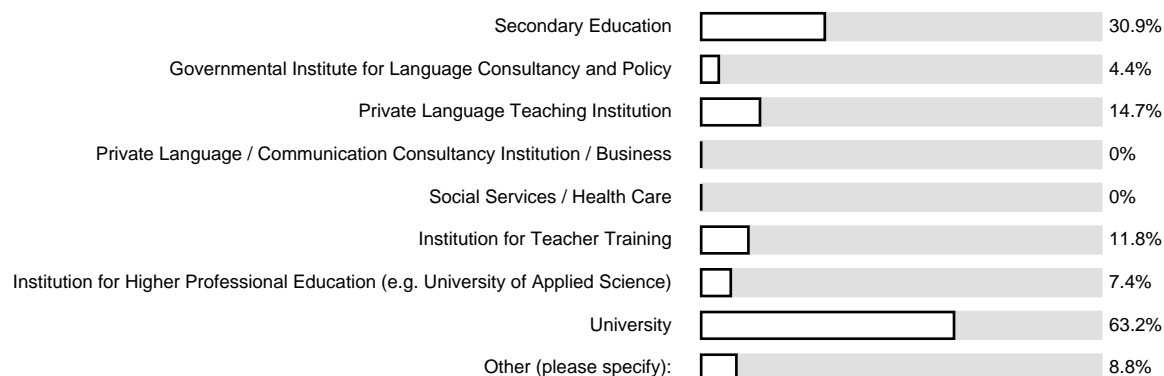 Secondary Education 30.9%
Governmental Institute for Language Consultancy and Policy 4.4%
Private Language Teaching Institution 14.7%
Private Language / Communication Consultancy Institution / Business 0%
Social Services / Health Care 0%
Institution for Teacher Training 11.8%
Institution for Higher Professional Education (e.g. University of Applied Science) 7.4%
University 63.2%
Other (please specify): 8.8%